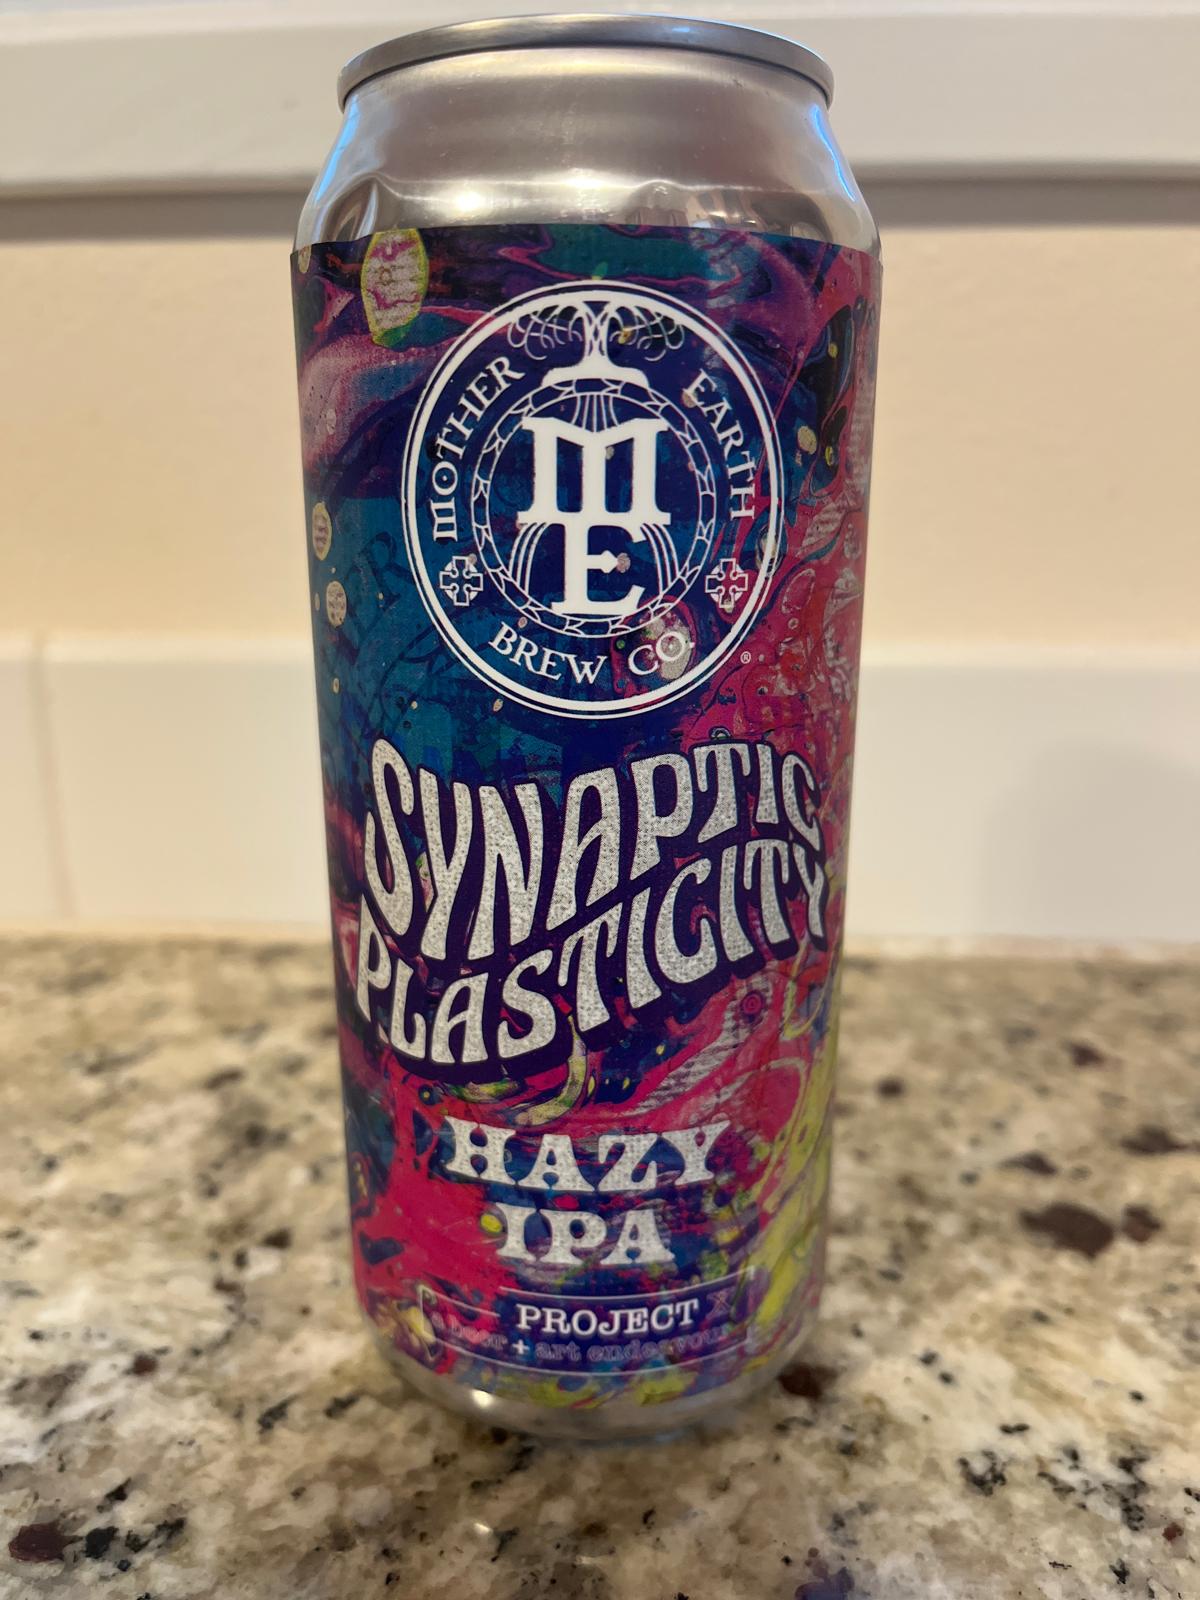 MOTHER EARTH
ME
BREW CO.
®
SYNAPTIC
PLASTICITY
HAZY
IPA
PROJECT X
a beer + art endeavour